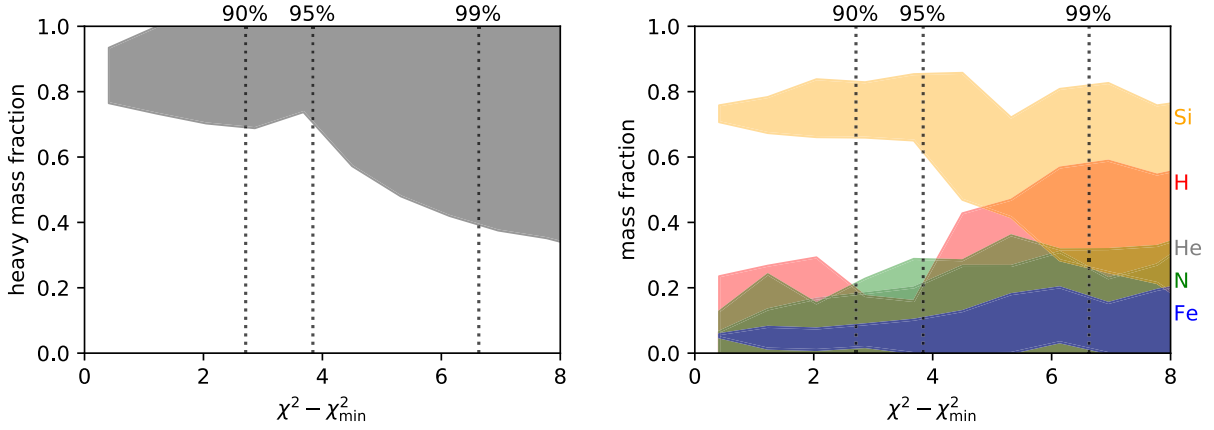 90% 95% 99%
1.0
0.8
0.6
0.4
0.2
0.0
heavy mass fraction
0 2 4 6 8
χ² − χ²min
90% 95% 99%
1.0
0.8
0.6
0.4
0.2
0.0
mass fraction
Si
H
He
N
Fe
0 2 4 6 8
χ² − χ²min